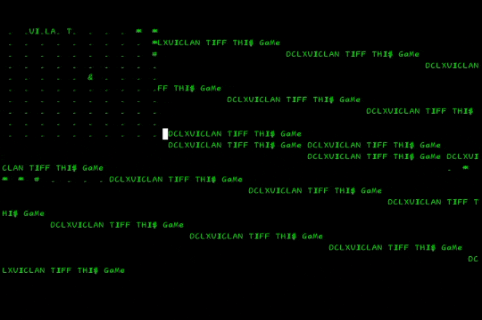 . .VI.LA. T. . . . * *
. . . . . . . . . *LXVICLAN TIFF THI$ GaMe
. . . . . . . . . # DCLXVICLAN TIFF THI$ GaMe
. . . . . . . . . . DCLXVICLAN
. . . . . & . . . .
. . . . . . . . . .FF THI$ GaMe
. . . . . . . . . . DCLXVICLAN TIFF THI$ GaMe
. . . . . . . . . . DCLXVICLAN TIFF THI$
. . . . . . . . . .
. . . . . . . . . . DCLXVICLAN TIFF THI$ GaMe
DCLXVICLAN TIFF THI$ GaMe DCLXVICLAN TIFF THI$ GaMe
DCLXVICLAN TIFF THI$ GaMe DCLXVI
CLAN TIFF THI$ GaMe . *
* * # . . . . DCLXVICLAN TIFF THI$ GaMe
DCLXVICLAN TIFF THI$ GaMe
DCLXVICLAN TIFF T
HI$ GaMe
DCLXVICLAN TIFF THI$ GaMe
DCLXVICLAN TIFF THI$ GaMe
DCLXVICLAN TIFF THI$ GaMe
DC
LXVICLAN TIFF THI$ GaMe